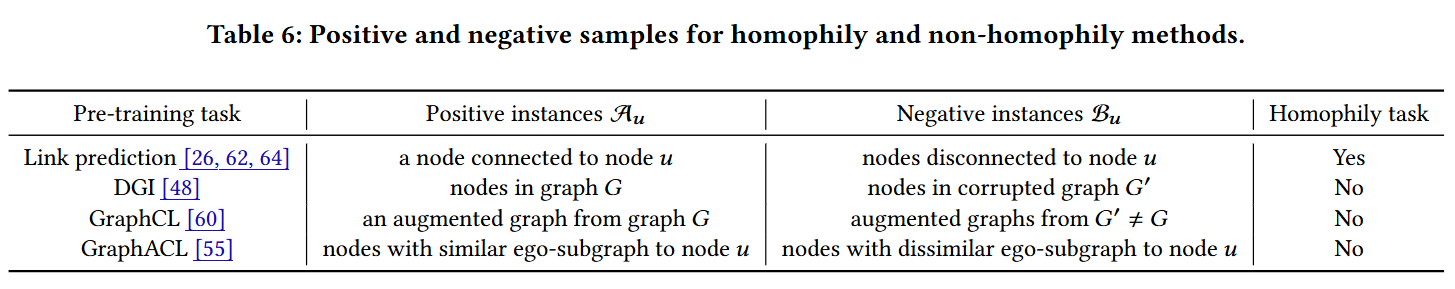 Table 6: Positive and negative samples for homophily and non-homophily methods.
Pre-training task Positive instances 𝒜u Negative instances ℬu Homophily task
Link prediction [26, 62, 64] a node connected to node u nodes disconnected to node u Yes
DGI [48] nodes in graph G nodes in corrupted graph G′ No
GraphCL [60] an augmented graph from graph G augmented graphs from G′ ≠ G No
GraphACL [55] nodes with similar ego-subgraph to node u nodes with dissimilar ego-subgraph to node u No